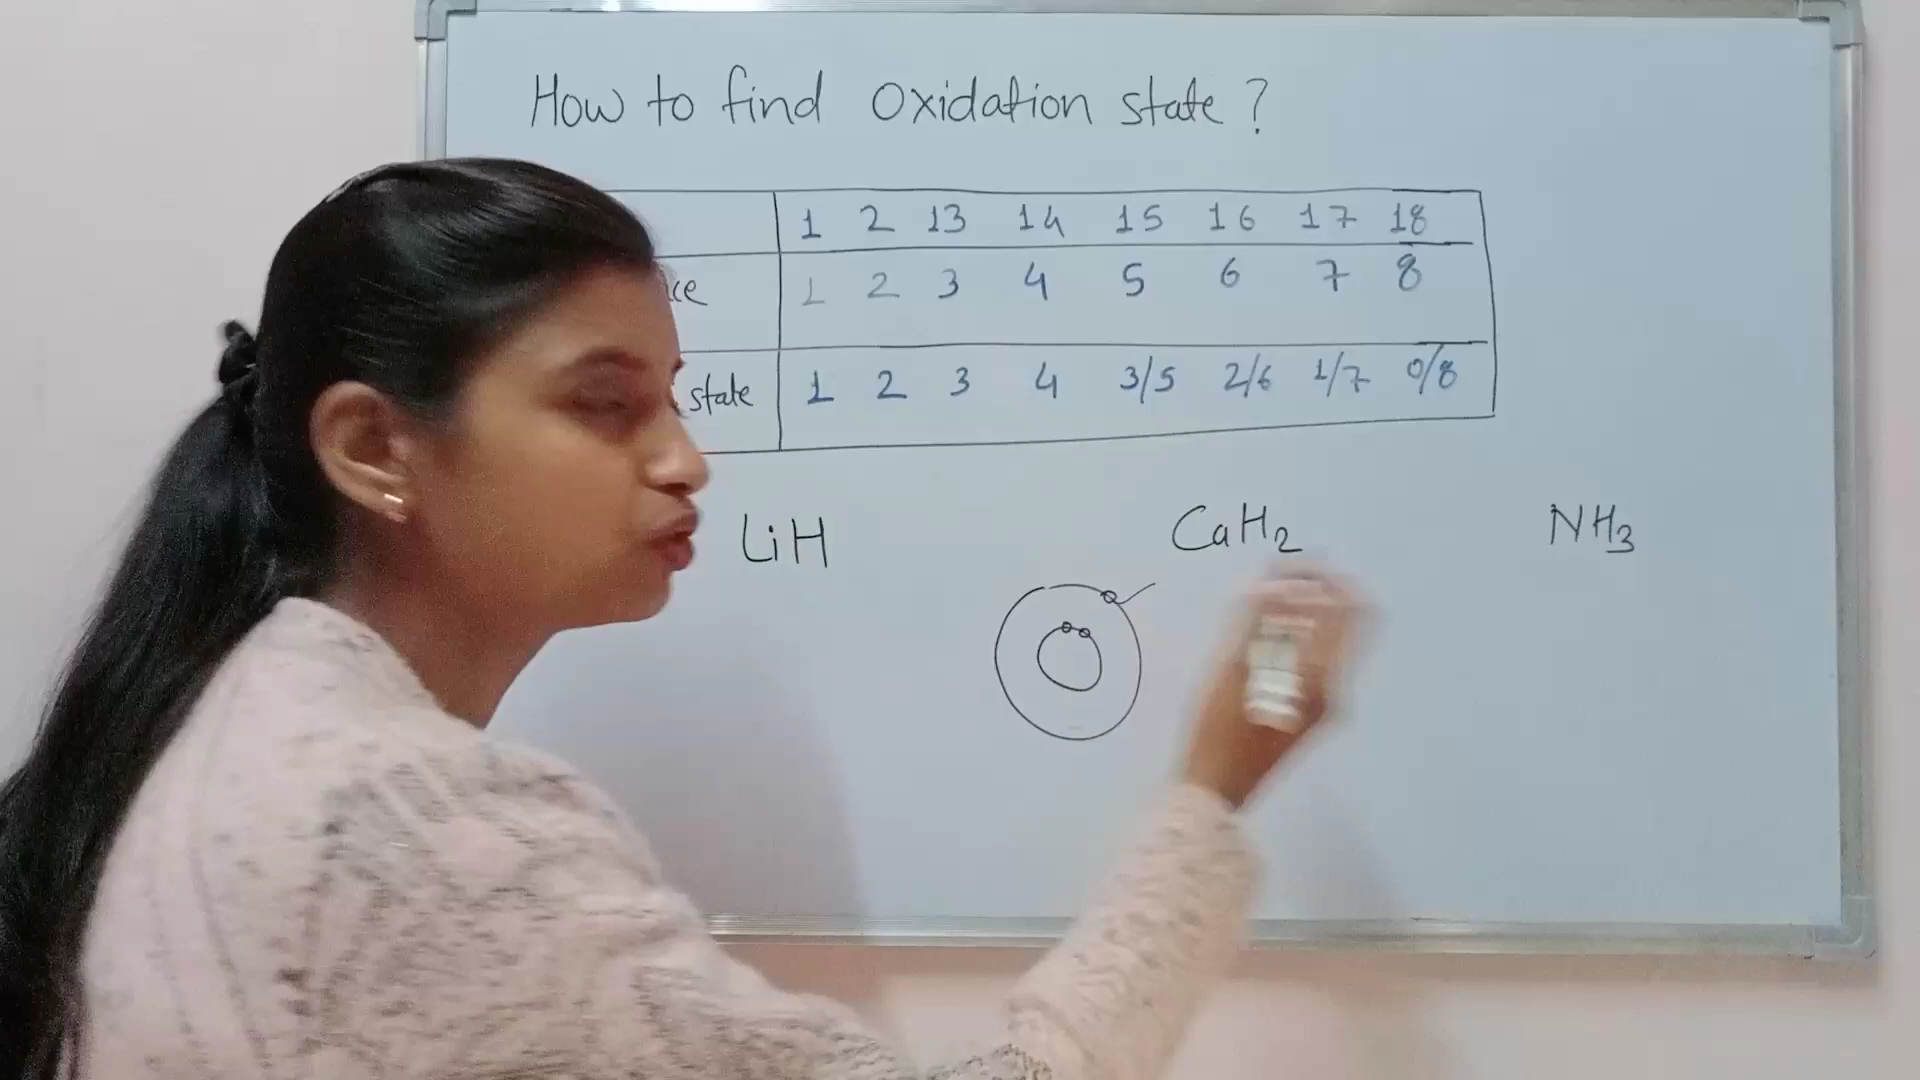 How to find Oxidation state?
1 2 13 14 15 16 17 18
ce 1 2 3 4 5 6 7 8
state 1 2 3 4 3/5 2/6 1/7 0/8
LiH CaH2 NH3